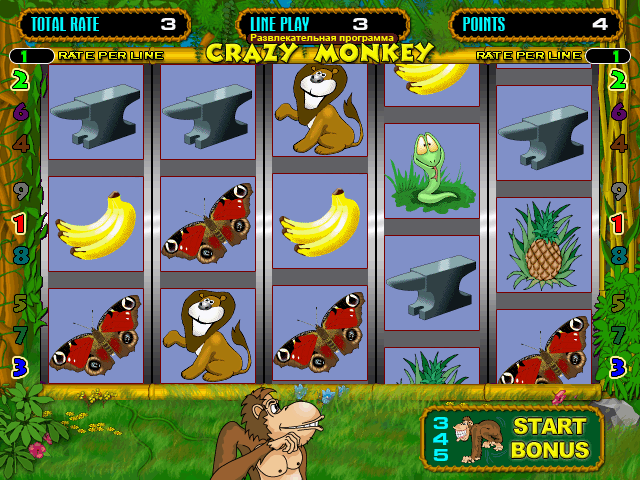 TOTAL RATE 3
LINE PLAY 3
POINTS 4
Развлекательная программа
1 RATE PER LINE
CRAZY MONKEY
RATE PER LINE 1
2 2
6 6
4 4
9 9
1 1
8 8
5 5
7 7
3 3
3
4
5
START
BONUS